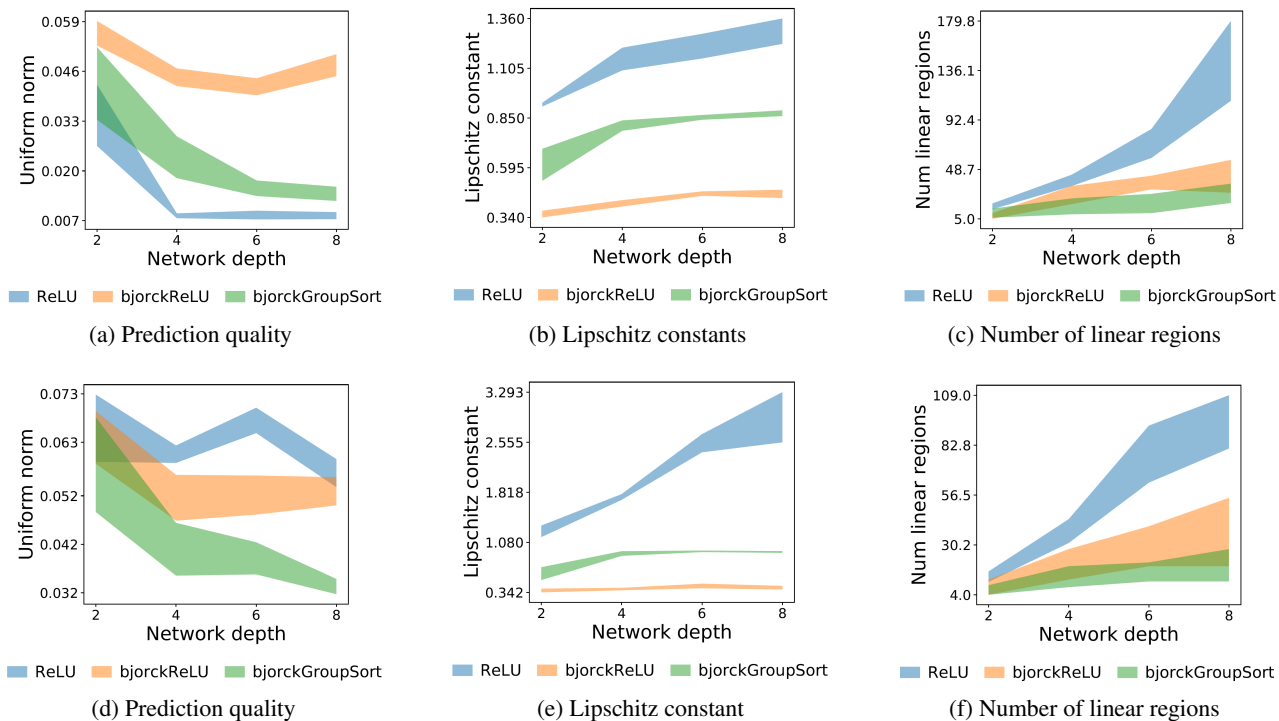 0.059
0.046
0.033
0.020
0.007
Uniform norm
2 4 6 8
Network depth
ReLU bjorckReLU bjorckGroupSort
(a) Prediction quality
1.360
1.105
0.850
0.595
0.340
Lipschitz constant
2 4 6 8
Network depth
ReLU bjorckReLU bjorckGroupSort
(b) Lipschitz constants
179.8
136.1
92.4
48.7
5.0
Num linear regions
2 4 6 8
Network depth
ReLU bjorckReLU bjorckGroupSort
(c) Number of linear regions
0.073
0.063
0.052
0.042
0.032
Uniform norm
2 4 6 8
Network depth
ReLU bjorckReLU bjorckGroupSort
(d) Prediction quality
3.293
2.555
1.818
1.080
0.342
Lipschitz constant
2 4 6 8
Network depth
ReLU bjorckReLU bjorckGroupSort
(e) Lipschitz constant
109.0
82.8
56.5
30.2
4.0
Num linear regions
2 4 6 8
Network depth
ReLU bjorckReLU bjorckGroupSort
(f) Number of linear regions